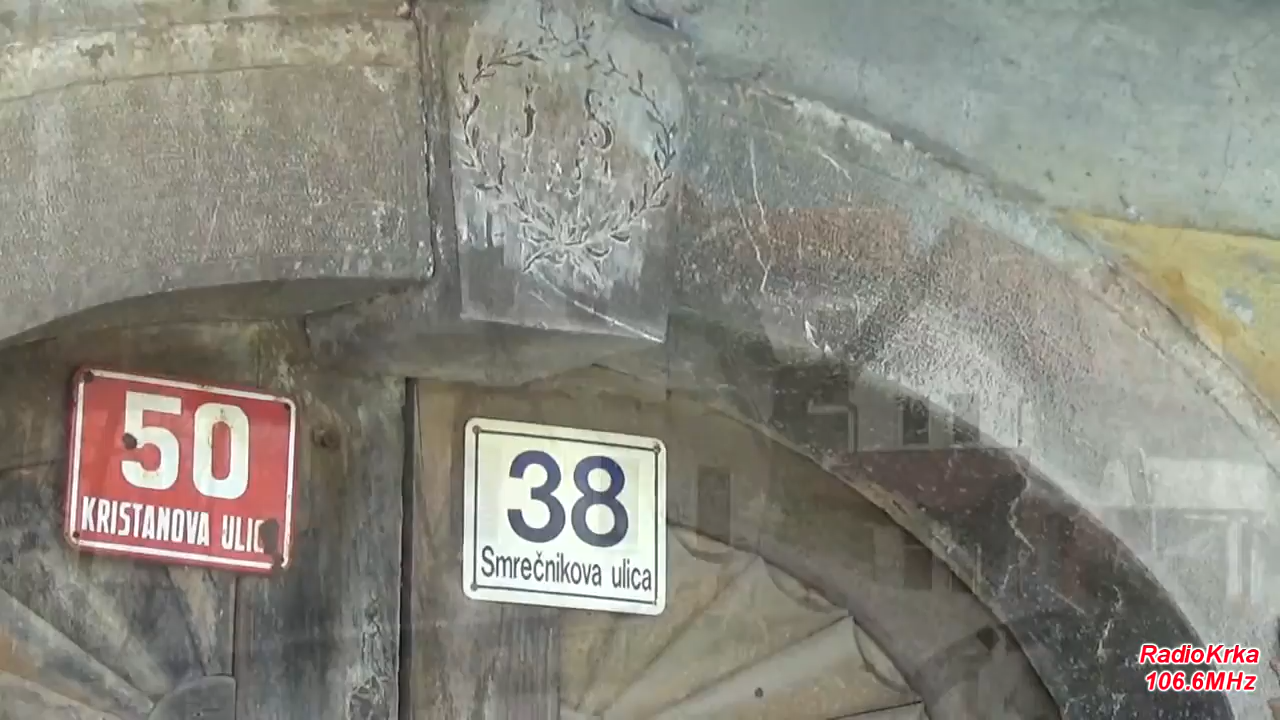 50
KRISTANOVA ULIC
38
Smrečnikova ulica
RadioKrka
106.6MHz